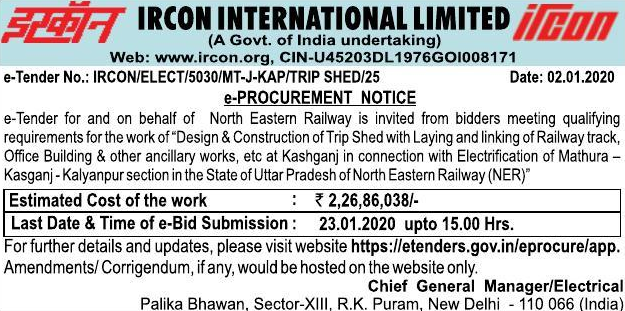 इरकॉन IRCON INTERNATIONAL LIMITED ircon
(A Govt. of India undertaking)
Web: www.ircon.org, CIN-U45203DL1976GOI008171
e-Tender No.: IRCON/ELECT/5030/MT-J-KAP/TRIP SHED/25 Date: 02.01.2020
e-PROCUREMENT NOTICE
e-Tender for and on behalf of North Eastern Railway is invited from bidders meeting qualifying
requirements for the work of “Design & Construction of Trip Shed with Laying and linking of Railway track,
Office Building & other ancillary works, etc at Kashganj in connection with Electrification of Mathura –
Kasganj - Kalyanpur section in the State of Uttar Pradesh of North Eastern Railway (NER)”
Estimated Cost of the work : ₹ 2,26,86,038/-
Last Date & Time of e-Bid Submission : 23.01.2020 upto 15.00 Hrs.
For further details and updates, please visit website https://etenders.gov.in/eprocure/app.
Amendments/ Corrigendum, if any, would be hosted on the website only.
Chief General Manager/Electrical
Palika Bhawan, Sector-XIII, R.K. Puram, New Delhi - 110 066 (India)